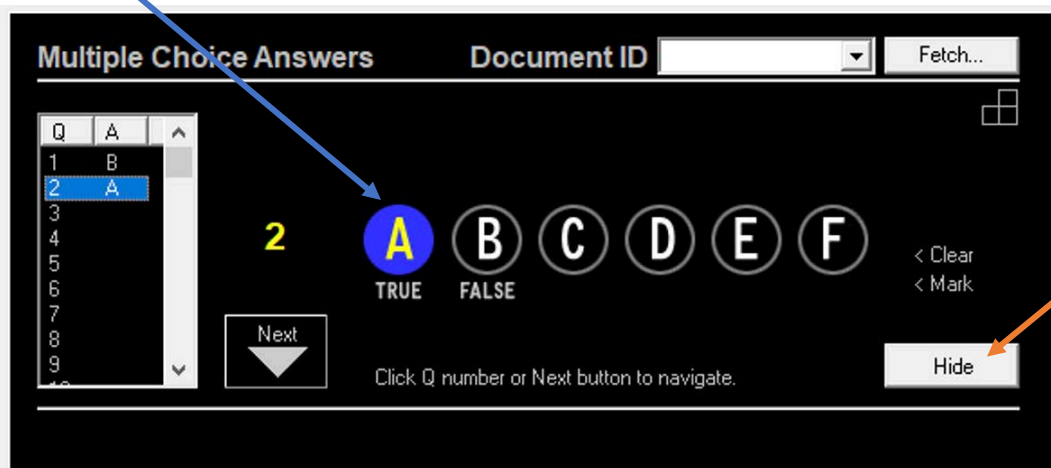 Multiple Choice Answers Document ID Fetch...
Q A
1 B
2 A
3
4
5
6
7
8
9
2
A B C D E F
TRUE FALSE
< Clear
< Mark
Next
Click Q number or Next button to navigate.
Hide